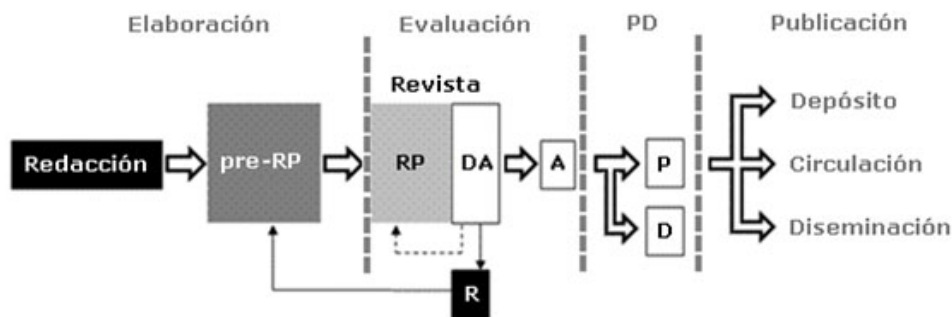 Elaboración
Evaluación
PD
Publicación
Revista
Redacción
pre-RP
RP
DA
A
P
D
R
Depósito
Circulación
Diseminación